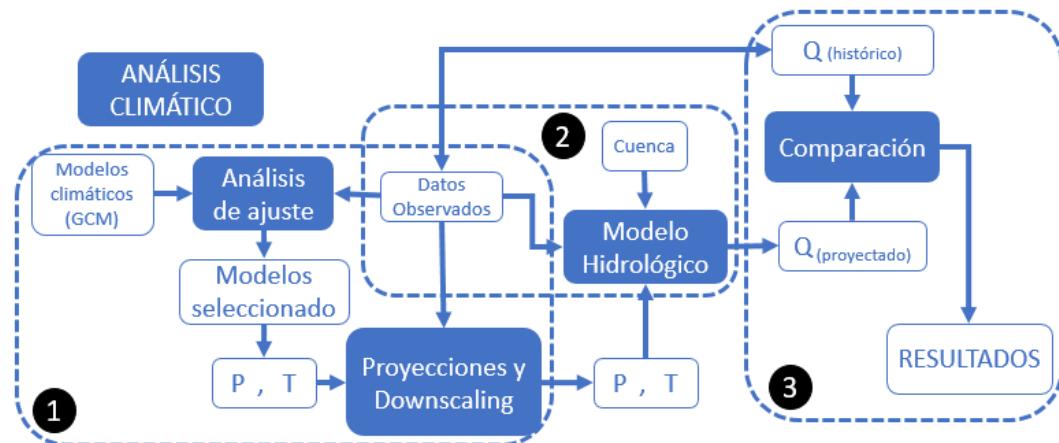 ANÁLISIS
CLIMÁTICO
1
Modelos
climáticos
(GCM)
Análisis
de ajuste
Modelos
seleccionado
P , T
Proyecciones y
Downscaling
Datos
Observados
2
Cuenca
Modelo
Hidrológico
P , T
3
Q (histórico)
Comparación
Q (proyectado)
RESULTADOS